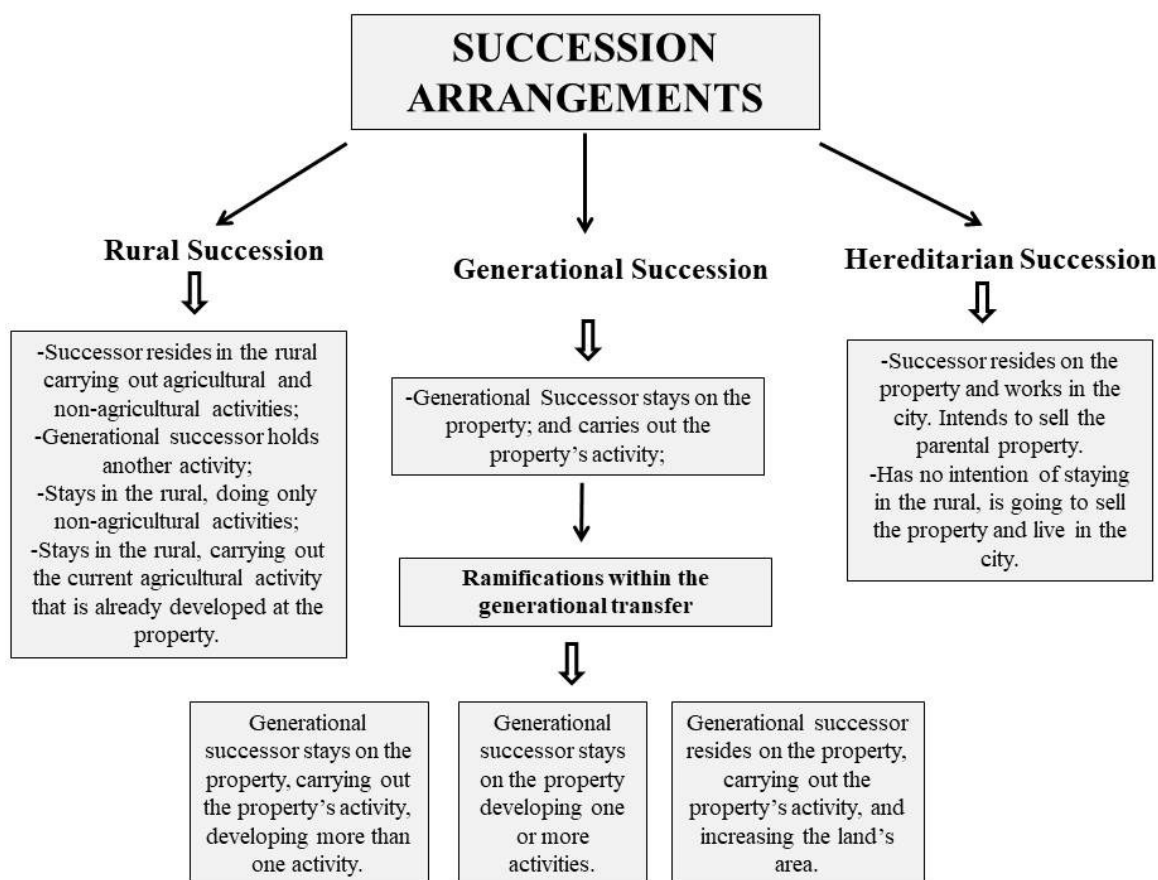 SUCCESSION
ARRANGEMENTS
Rural Succession
Generational Succession
Hereditarian Succession
-Successor resides in the rural
carrying out agricultural and
non-agricultural activities;
-Generational successor holds
another activity;
-Stays in the rural, doing only
non-agricultural activities;
-Stays in the rural, carrying out
the current agricultural activity
that is already developed at the
property.
-Generational Successor stays on the
property; and carries out the
property’s activity;
-Successor resides on the
property and works in the
city. Intends to sell the
parental property.
-Has no intention of staying
in the rural, is going to sell
the property and live in the
city.
Ramifications within the
generational transfer
Generational
successor stays on the
property, carrying out
the property’s activity,
developing more than
one activity.
Generational
successor stays
on the property
developing one
or more
activities.
Generational successor
resides on the property,
carrying out the
property’s activity, and
increasing the land’s
area.